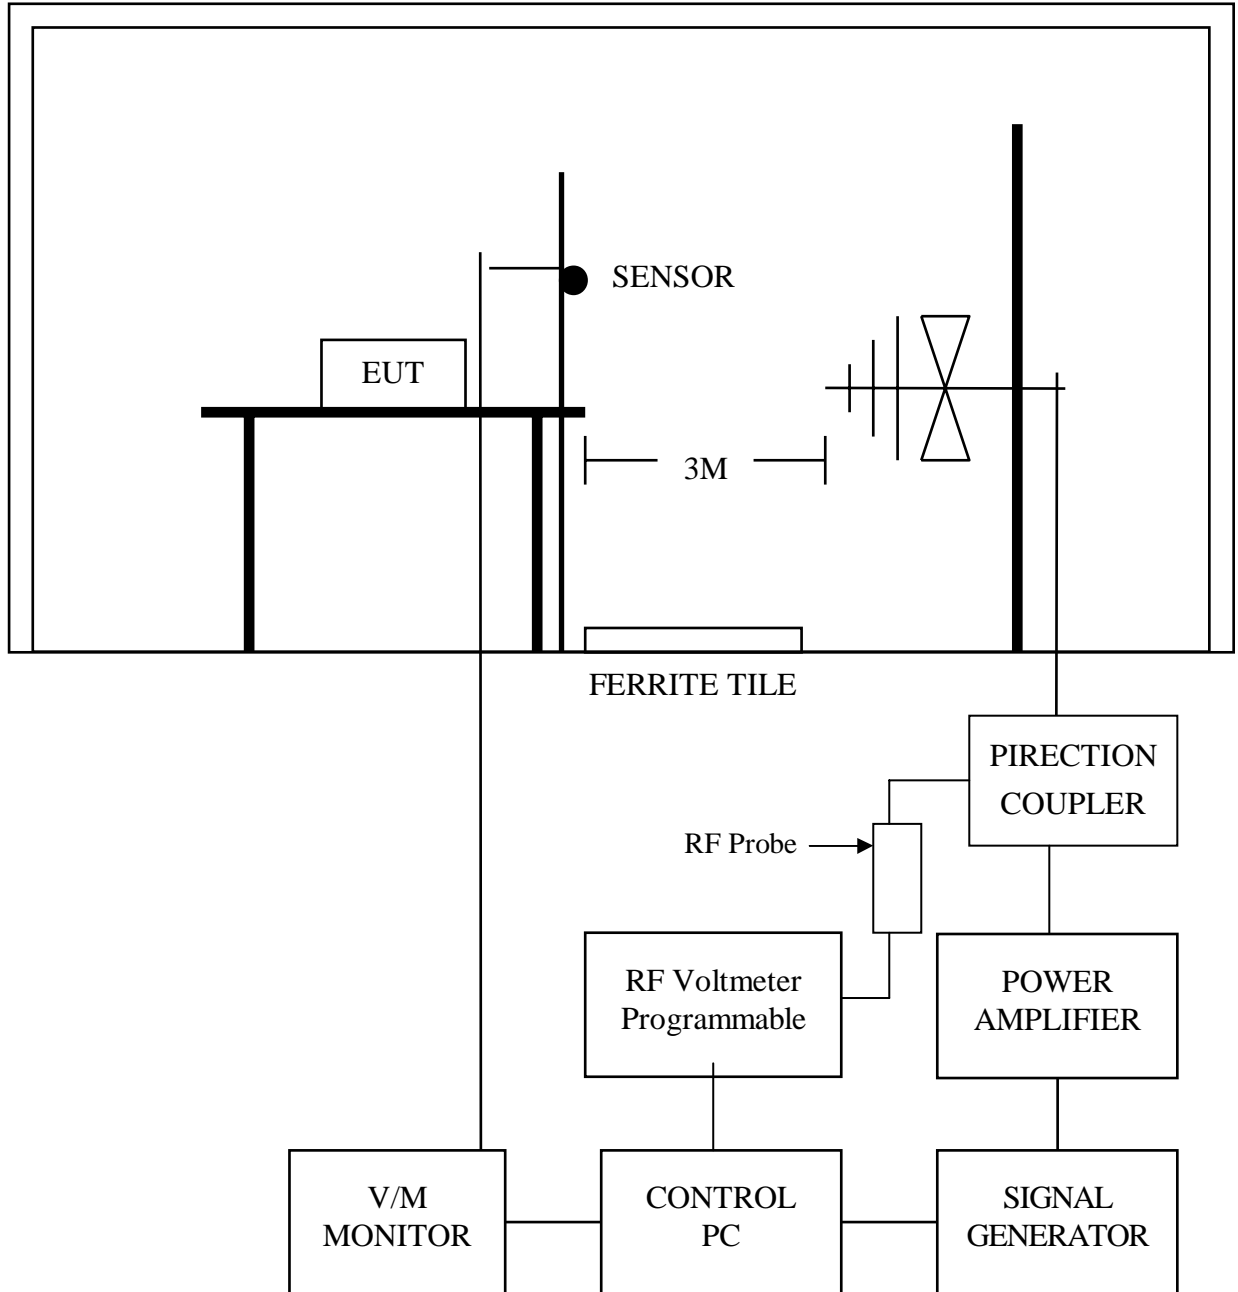 SENSOR
EUT
3M
FERRITE TILE
PIRECTION
COUPLER
RF Probe
RF Voltmeter
Programmable
POWER
AMPLIFIER
V/M
MONITOR
CONTROL
PC
SIGNAL
GENERATOR